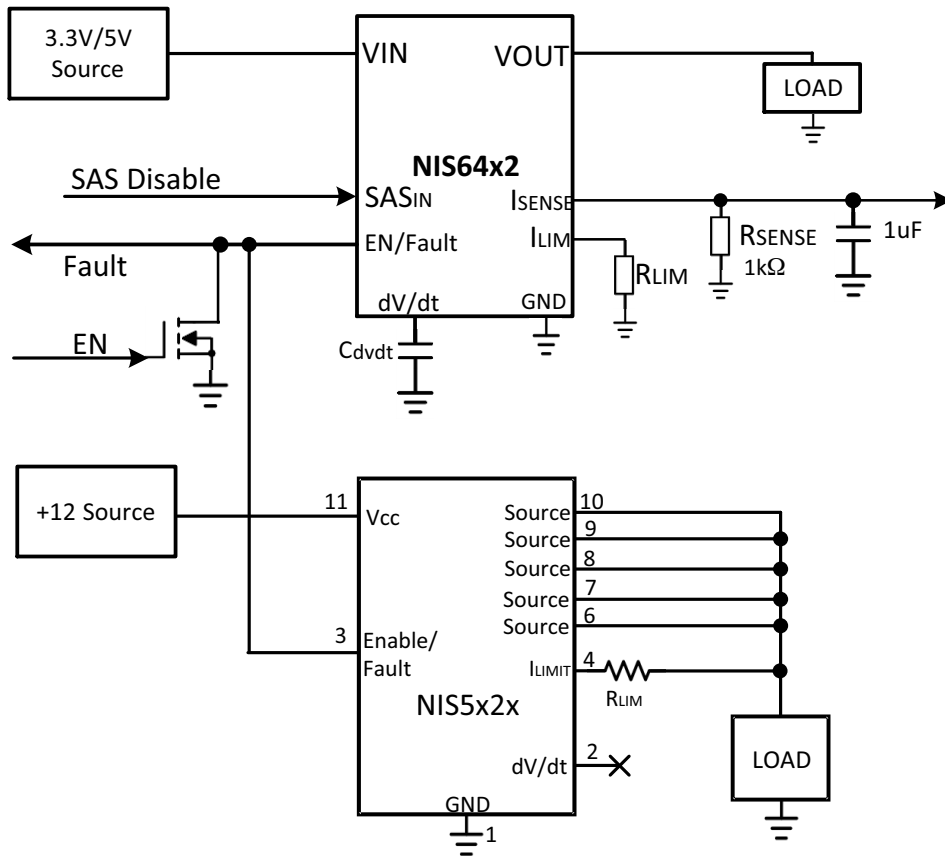 3.3V/5V
Source
VIN
VOUT
LOAD
NIS64x2
SAS Disable
SASIN
ISENSE
EN/Fault
ILIM
Fault
RLIM
RSENSE
1kΩ
1uF
dV/dt
GND
EN
Cdvdt
+12 Source
11
Vcc
Source
10
Source
9
Source
8
Source
7
Source
6
3
Enable/
Fault
ILIMIT
4
RLIM
NIS5x2x
dV/dt
2
LOAD
GND
1